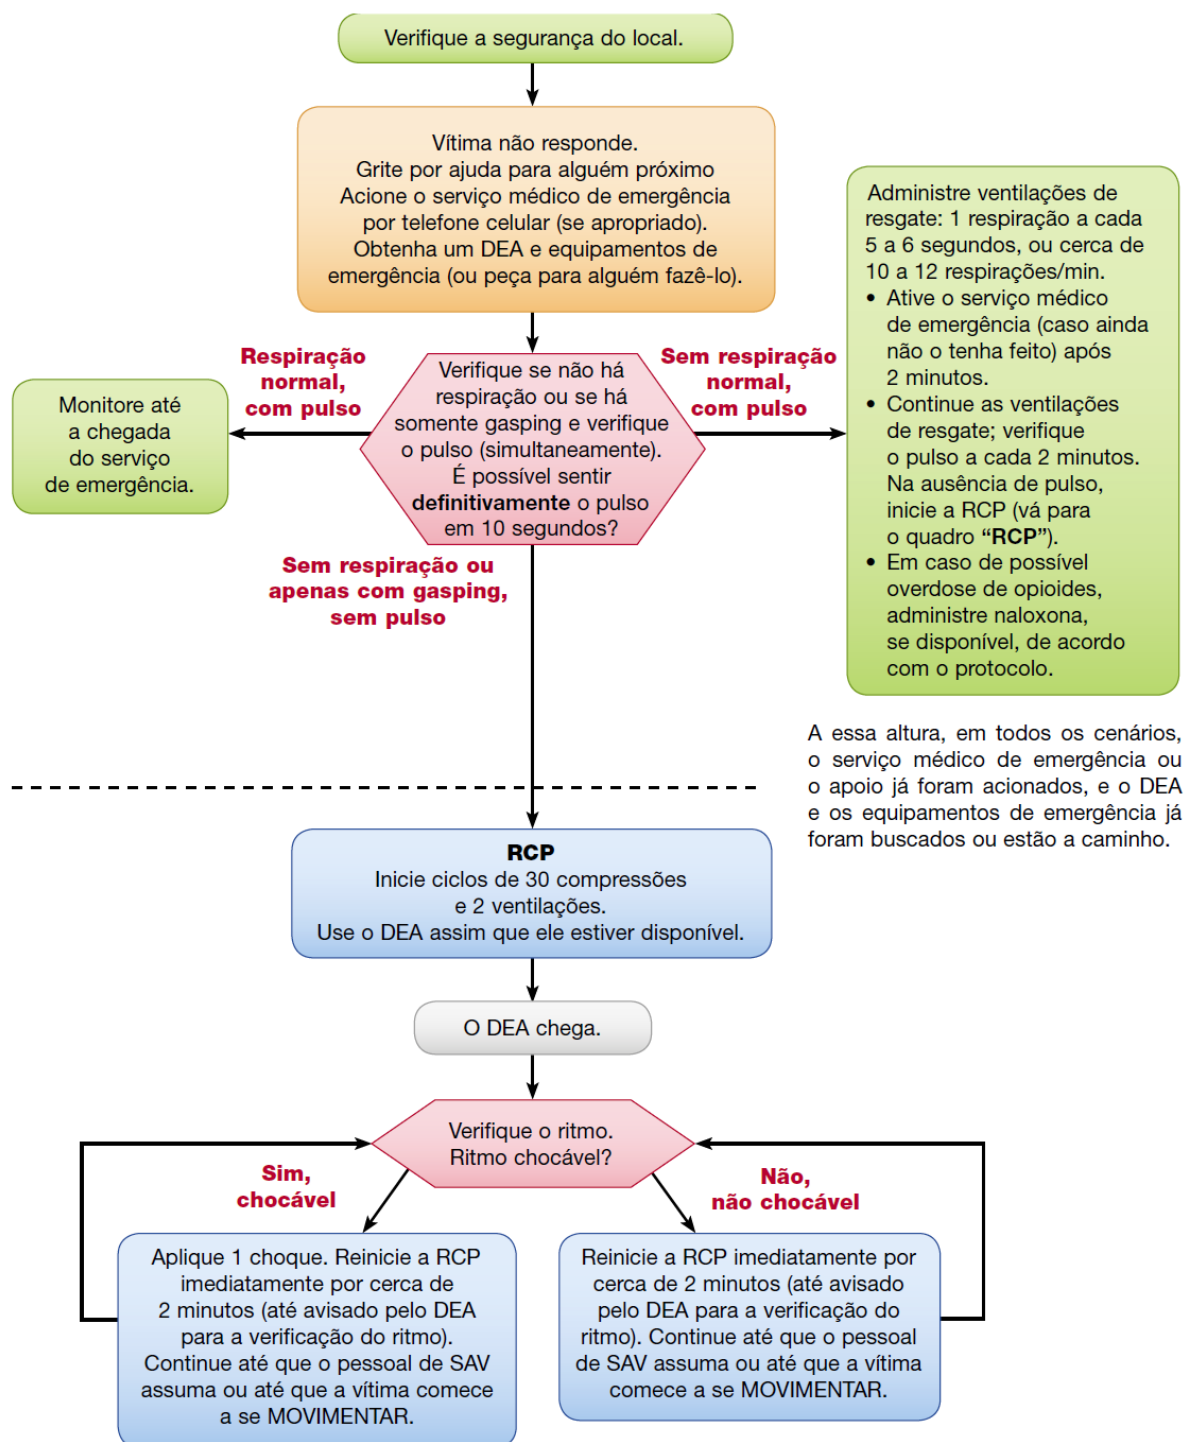 Verifique a segurança do local.
Vítima não responde.
Grite por ajuda para alguém próximo
Acione o serviço médico de emergência
por telefone celular (se apropriado).
Obtenha um DEA e equipamentos de
emergência (ou peça para alguém fazê-lo).
Respiração
normal,
com pulso
Monitore até
a chegada
do serviço
de emergência.
Verifique se não há
respiração ou se há
somente gasping e verifique
o pulso (simultaneamente).
É possível sentir
definitivamente o pulso
em 10 segundos?
Sem respiração
normal,
com pulso
Administre ventilações de
resgate: 1 respiração a cada
5 a 6 segundos, ou cerca de
10 a 12 respirações/min.
• Ative o serviço médico
de emergência (caso ainda
não o tenha feito) após
2 minutos.
• Continue as ventilações
de resgate; verifique
o pulso a cada 2 minutos.
Na ausência de pulso,
inicie a RCP (vá para
o quadro “RCP”).
• Em caso de possível
overdose de opioides,
administre naloxona,
se disponível, de acordo
com o protocolo.
Sem respiração ou
apenas com gasping,
sem pulso
A essa altura, em todos os cenários,
o serviço médico de emergência ou
o apoio já foram acionados, e o DEA
e os equipamentos de emergência já
foram buscados ou estão a caminho.
RCP
Inicie ciclos de 30 compressões
e 2 ventilações.
Use o DEA assim que ele estiver disponível.
O DEA chega.
Verifique o ritmo.
Ritmo chocável?
Sim,
chocável
Não,
não chocável
Aplique 1 choque. Reinicie a RCP
imediatamente por cerca de
2 minutos (até avisado pelo DEA
para a verificação do ritmo).
Continue até que o pessoal de SAV
assuma ou até que a vítima comece
a se MOVIMENTAR.
Reinicie a RCP imediatamente por
cerca de 2 minutos (até avisado
pelo DEA para a verificação do
ritmo). Continue até que o pessoal
de SAV assuma ou até que a vítima
comece a se MOVIMENTAR.